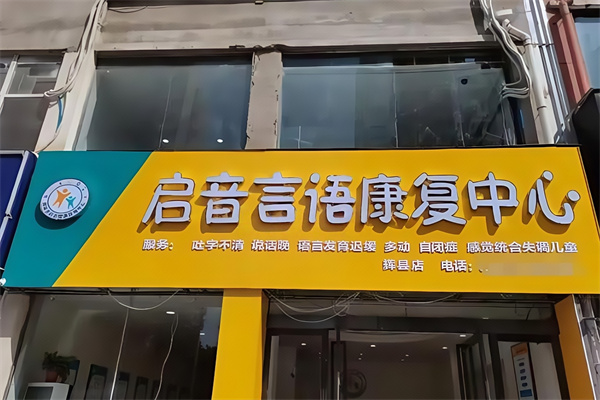 启音言语康复中心
服务： 吐字不清 说话晚 语言发育迟缓 多动 自闭症 感觉统合失调儿童
辉县店 电话：